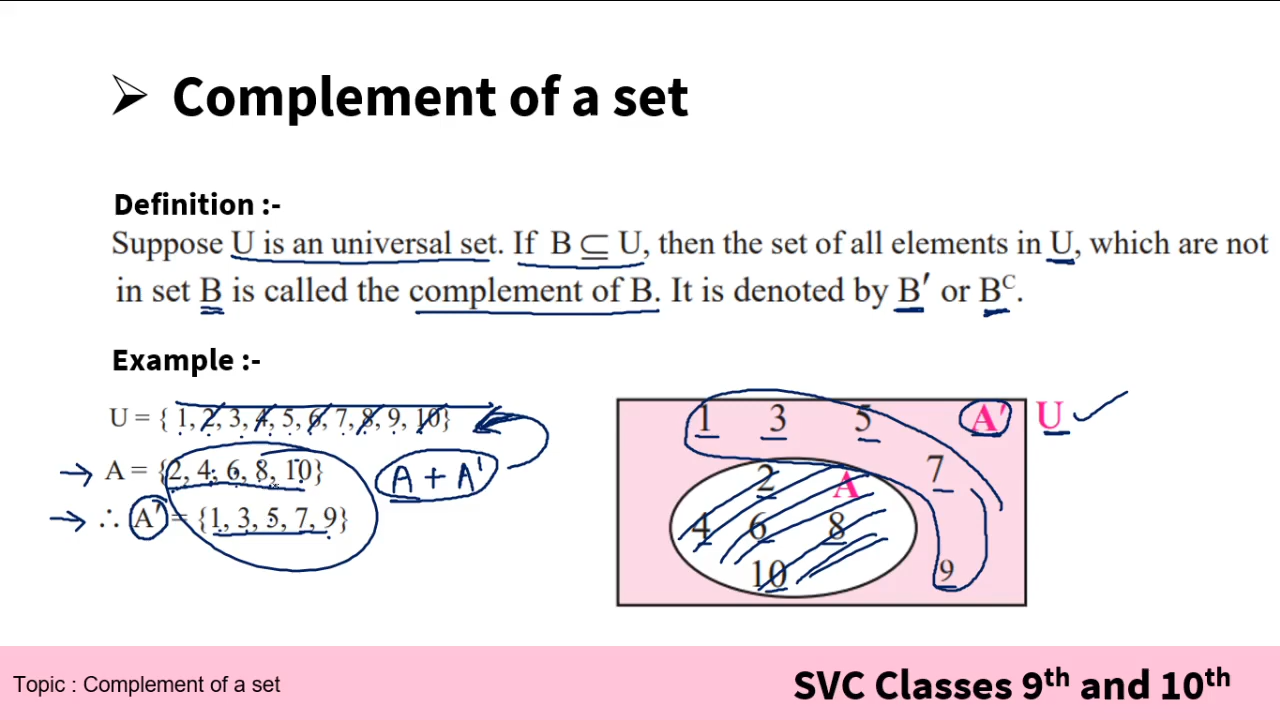 ➢ Complement of a set
Definition :-
Suppose U is an universal set. If B ⊆ U, then the set of all elements in U, which are not
in set B is called the complement of B. It is denoted by B′ or Bᶜ.
Example :-
U = { 1, 2, 3, 4, 5, 6, 7, 8, 9, 10}
A = {2, 4, 6, 8, 10}
A + A'
∴ A′ = {1, 3, 5, 7, 9}
1 3 5 A′ U
7
2 A
4 6 8
10 9
Topic : Complement of a set
SVC Classes 9th and 10th